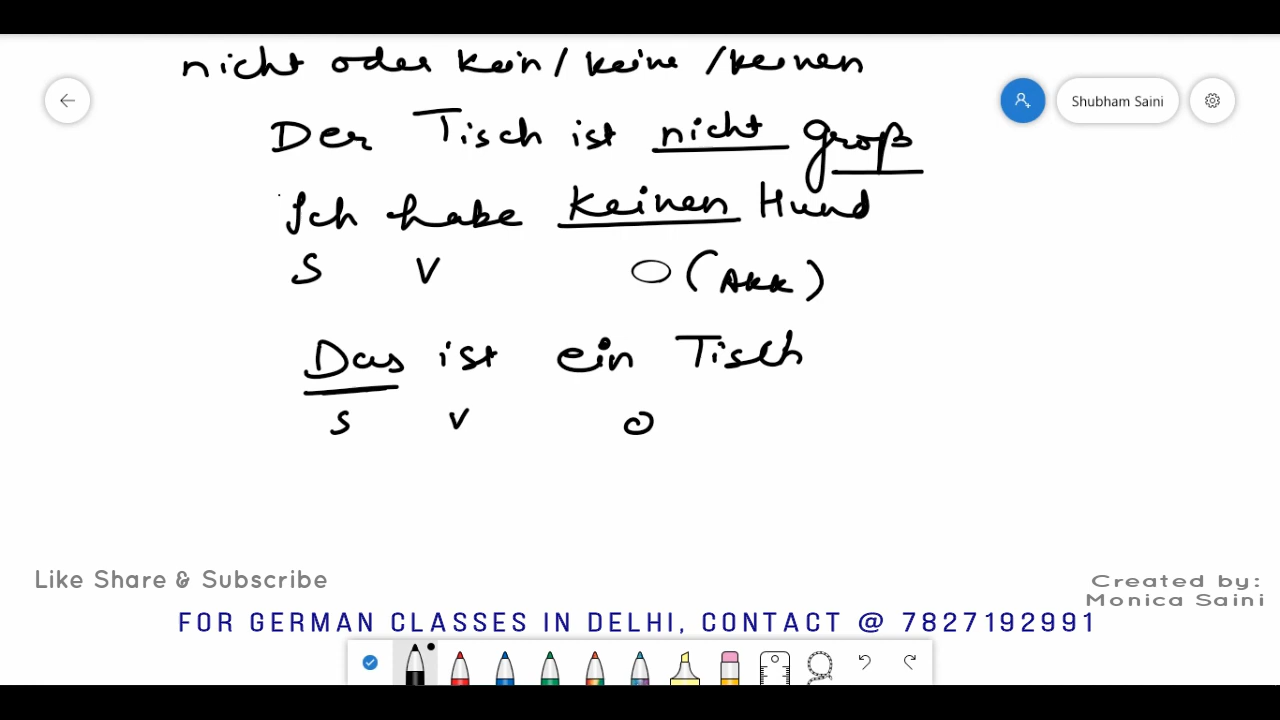 nicht oder kein / keine / keinen
Shubham Saini
Der Tisch ist nicht groß
Ich habe keinen Hund
S V O (AKK)
Das ist ein Tisch
S V O
Like Share & Subscribe
Created by:
Monica Saini
FOR GERMAN CLASSES IN DELHI, CONTACT @ 7827192991